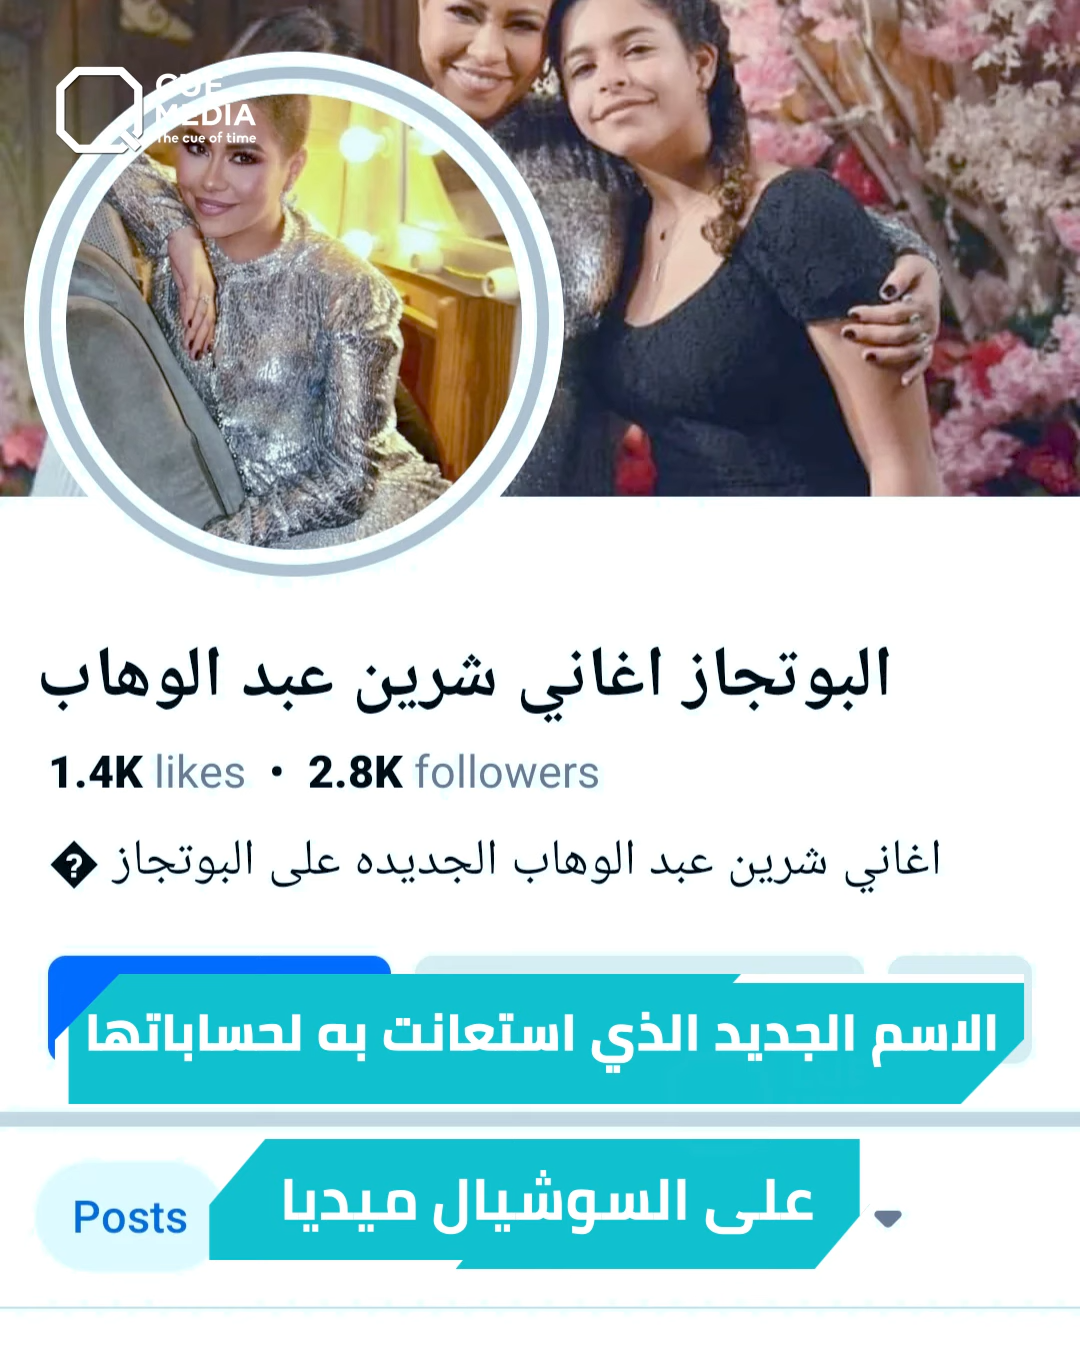 CUE
MEDIA
The cue of time
البوتجاز اغاني شرين عبد الوهاب
1.4K likes • 2.8K followers
اغاني شرين عبد الوهاب الجديده على البوتجاز �
الاسم الجديد الذي استعانت به لحساباتها
على السوشيال ميديا
Posts